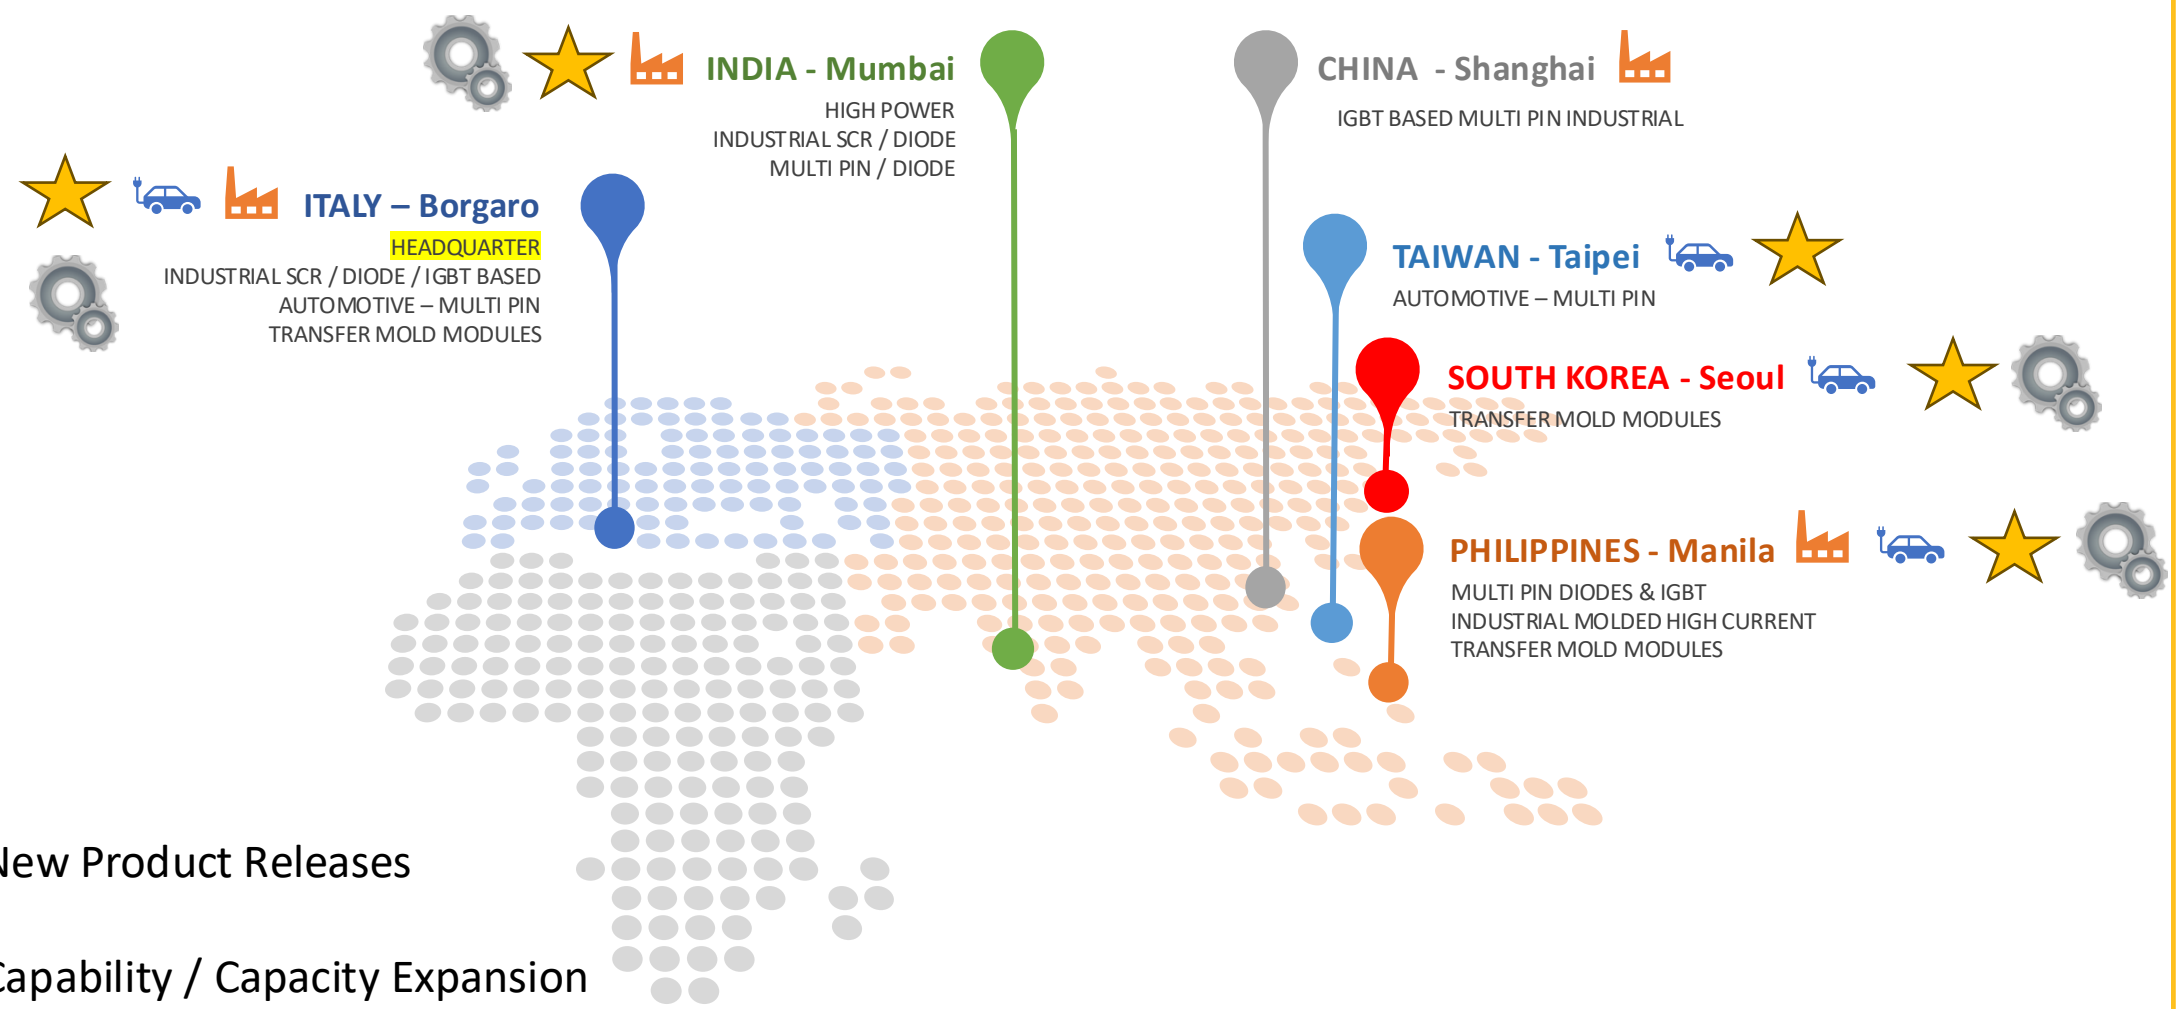 INDIA - Mumbai
HIGH POWER
INDUSTRIAL SCR / DIODE
MULTI PIN / DIODE
CHINA - Shanghai
IGBT BASED MULTI PIN INDUSTRIAL
ITALY – Borgaro
HEADQUARTER
INDUSTRIAL SCR / DIODE / IGBT BASED
AUTOMOTIVE – MULTI PIN
TRANSFER MOLD MODULES
TAIWAN - Taipei
AUTOMOTIVE – MULTI PIN
SOUTH KOREA - Seoul
TRANSFER MOLD MODULES
PHILIPPINES - Manila
MULTI PIN DIODES & IGBT
INDUSTRIAL MOLDED HIGH CURRENT
TRANSFER MOLD MODULES
New Product Releases
Capability / Capacity Expansion